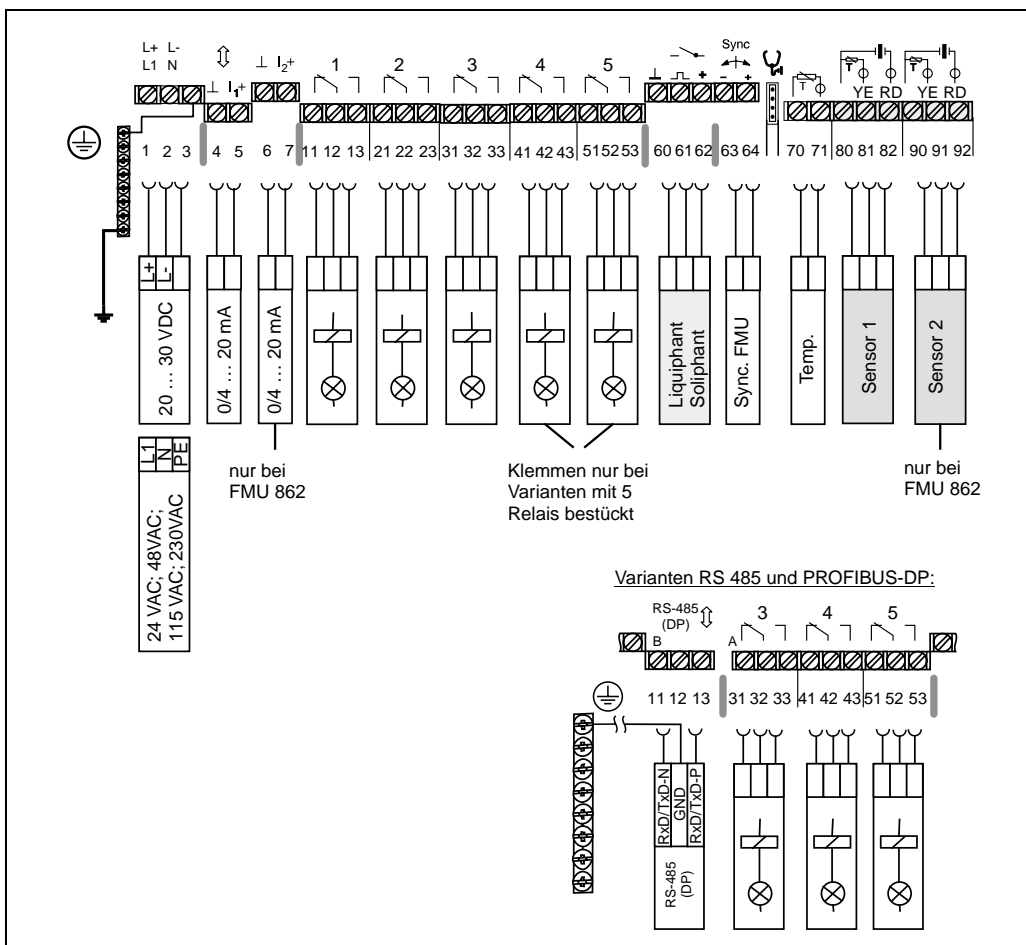 L+ L-
L1 N
⊥ I1+
⊥ I2+
1 2 3 4 5
Sync
⊥ +
− +
T
T YE RD
T YE RD
1 2 3 4 5 6 7 11 12 13 21 22 23 31 32 33 41 42 43 51 52 53 60 61 62 63 64 70 71 80 81 82 90 91 92
L+ L-
20 ... 30 VDC
0/4 ... 20 mA
0/4 ... 20 mA
Liquiphant
Soliphant
Sync. FMU
Temp.
Sensor 1
Sensor 2
L1 N PE
24 VAC; 48VAC;
115 VAC; 230VAC
nur bei
FMU 862
Klemmen nur bei
Varianten mit 5
Relais bestückt
nur bei
FMU 862
Varianten RS 485 und PROFIBUS-DP:
RS-485
(DP)
B A
3 4 5
11 12 13 31 32 33 41 42 43 51 52 53
RxD/TxD-N
GND
RxD/TxD-P
RS-485
(DP)